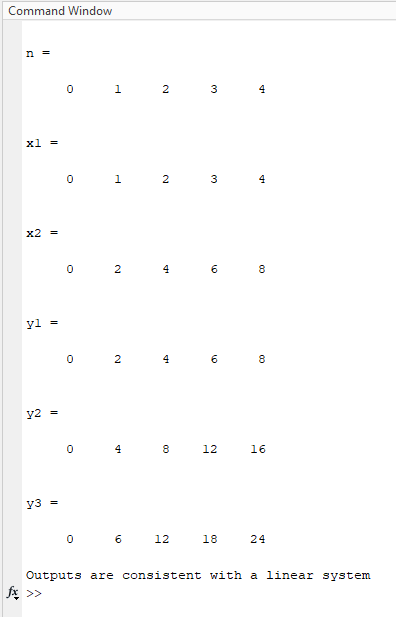 Command Window
n =
0 1 2 3 4
x1 =
0 1 2 3 4
x2 =
0 2 4 6 8
y1 =
0 2 4 6 8
y2 =
0 4 8 12 16
y3 =
0 6 12 18 24
Outputs are consistent with a linear system
fx >>